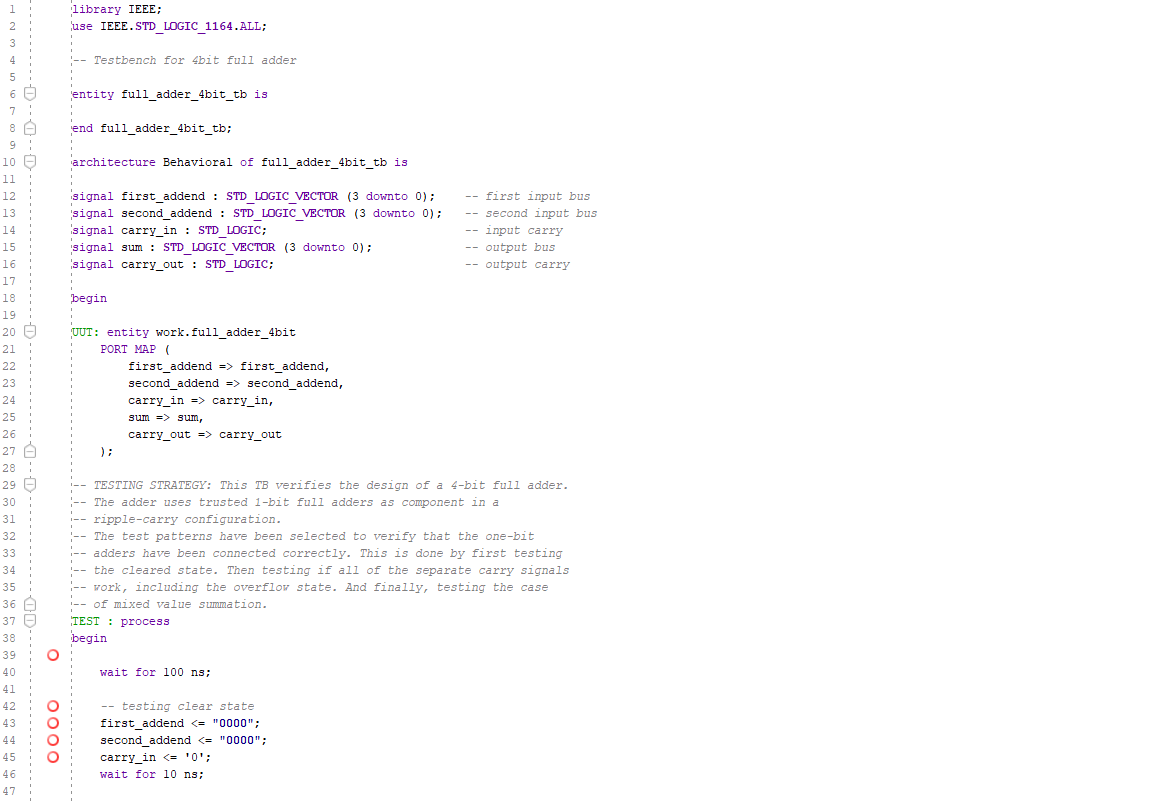 1 library IEEE;
2 use IEEE.STD_LOGIC_1164.ALL;
3
4 -- Testbench for 4bit full adder
5
6 entity full_adder_4bit_tb is
7
8 end full_adder_4bit_tb;
9
10 architecture Behavioral of full_adder_4bit_tb is
11
12 signal first_addend : STD_LOGIC_VECTOR (3 downto 0); -- first input bus
13 signal second_addend : STD_LOGIC_VECTOR (3 downto 0); -- second input bus
14 signal carry_in : STD_LOGIC; -- input carry
15 signal sum : STD_LOGIC_VECTOR (3 downto 0); -- output bus
16 signal carry_out : STD_LOGIC; -- output carry
17
18 begin
19
20 UUT: entity work.full_adder_4bit
21 PORT MAP (
22 first_addend => first_addend,
23 second_addend => second_addend,
24 carry_in => carry_in,
25 sum => sum,
26 carry_out => carry_out
27 );
28
29 -- TESTING STRATEGY: This TB verifies the design of a 4-bit full adder.
30 -- The adder uses trusted 1-bit full adders as component in a
31 -- ripple-carry configuration.
32 -- The test patterns have been selected to verify that the one-bit
33 -- adders have been connected correctly. This is done by first testing
34 -- the cleared state. Then testing if all of the separate carry signals
35 -- work, including the overflow state. And finally, testing the case
36 -- of mixed value summation.
37 TEST : process
38 begin
39
40 wait for 100 ns;
41
42 -- testing clear state
43 first_addend <= "0000";
44 second_addend <= "0000";
45 carry_in <= '0';
46 wait for 10 ns;
47